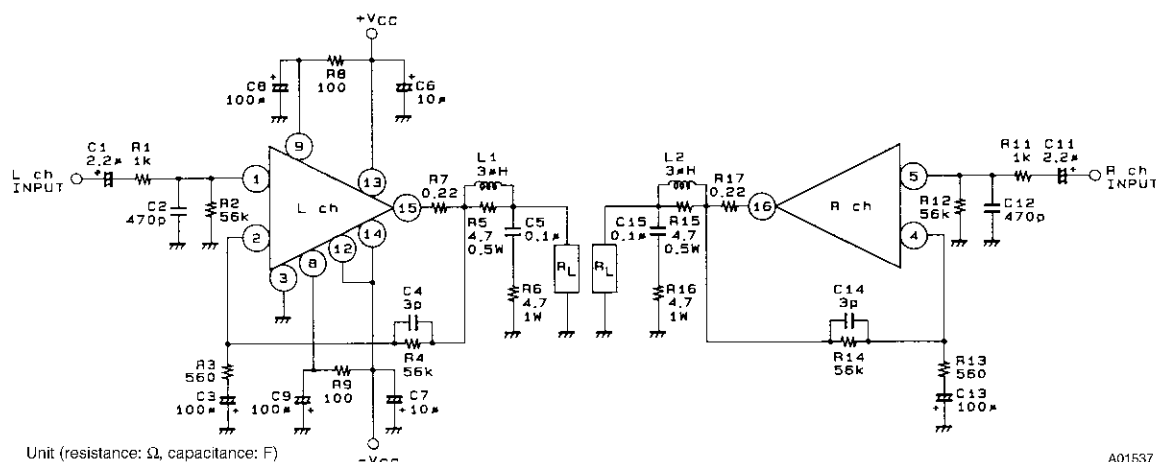 +VCC
C8
100µ
R8
100
C6
10µ
9
L ch
INPUT
C1
2.2µ
R1
1k
C2
470p
R2
56k
1
2
3
8
12
14
13
15
L ch
R7
0.22
L1
3µH
R5
4.7
0.5W
C5
0.1µ
R6
4.7
1W
RL
C4
3p
R4
56k
R3
560
C3
100µ
C9
100µ
R9
100
C7
10µ
-VCC
L2
3µH
R17
0.22
16
R ch
5
4
C15
0.1µ
R15
4.7
0.5W
RL
R16
4.7
1W
R11
1k
C11
2.2µ
R ch
INPUT
R12
56k
C12
470p
C14
3p
R14
56k
R13
560
C13
100µ
Unit (resistance: Ω, capacitance: F)
A01537